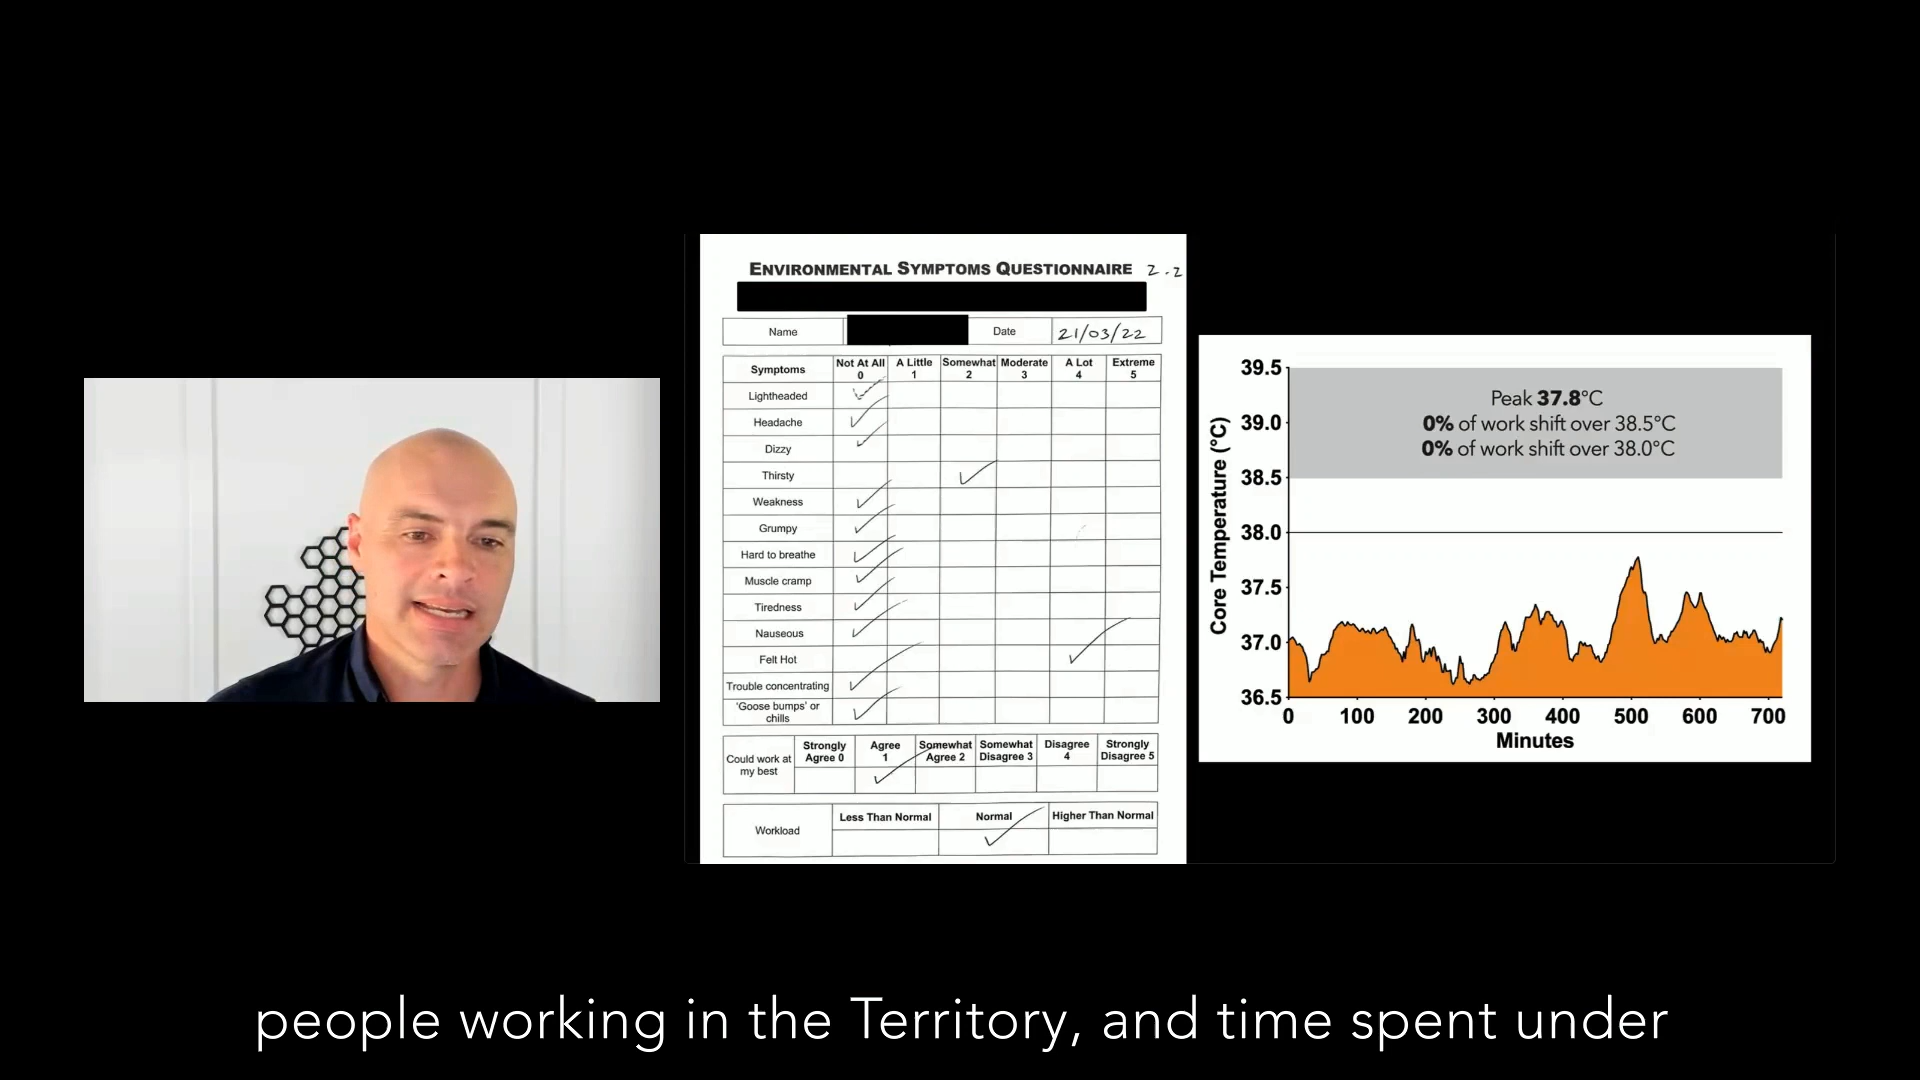 ENVIRONMENTAL SYMPTOMS QUESTIONNAIRE 2.2
Name Date 21/03/22
Symptoms Not At All 0 A Little 1 Somewhat 2 Moderate 3 A Lot 4 Extreme 5
Lightheaded
Headache
Dizzy
Thirsty
Weakness
Grumpy
Hard to breathe
Muscle cramp
Tiredness
Nauseous
Felt Hot
Trouble concentrating
'Goose bumps' or chills
Could work at my best Strongly Agree 0 Agree 1 Somewhat Agree 2 Somewhat Disagree 3 Disagree 4 Strongly Disagree 5
Workload Less Than Normal Normal Higher Than Normal
Core Temperature (°C)
39.5
39.0
38.5
38.0
37.5
37.0
36.5
Peak 37.8°C
0% of work shift over 38.5°C
0% of work shift over 38.0°C
0 100 200 300 400 500 600 700
Minutes
people working in the Territory, and time spent under